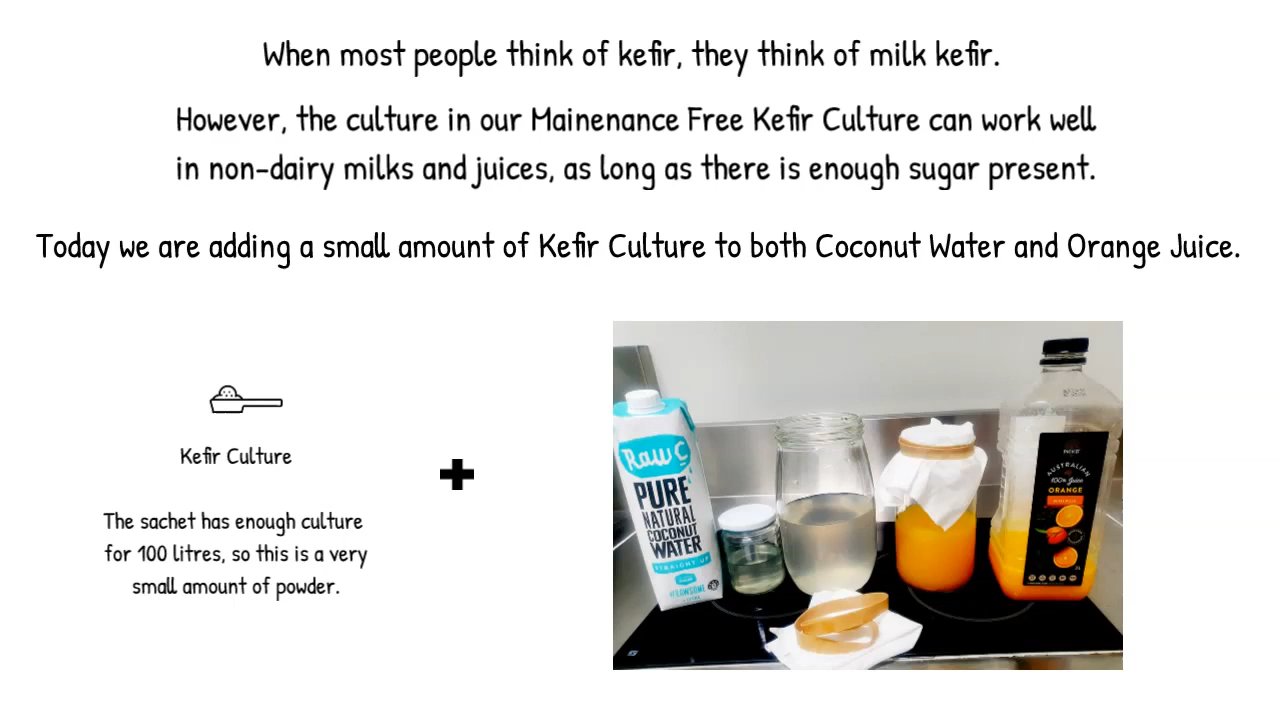 When most people think of kefir, they think of milk kefir.
However, the culture in our Mainenance Free Kefir Culture can work well
in non-dairy milks and juices, as long as there is enough sugar present.
Today we are adding a small amount of Kefir Culture to both Coconut Water and Orange Juice.
Kefir Culture
The sachet has enough culture
for 100 litres, so this is a very
small amount of powder.
Raw C
PURE
NATURAL
COCONUT
WATER
STRAIGHT UP
AUSTRALIAN
100% Juice
ORANGE